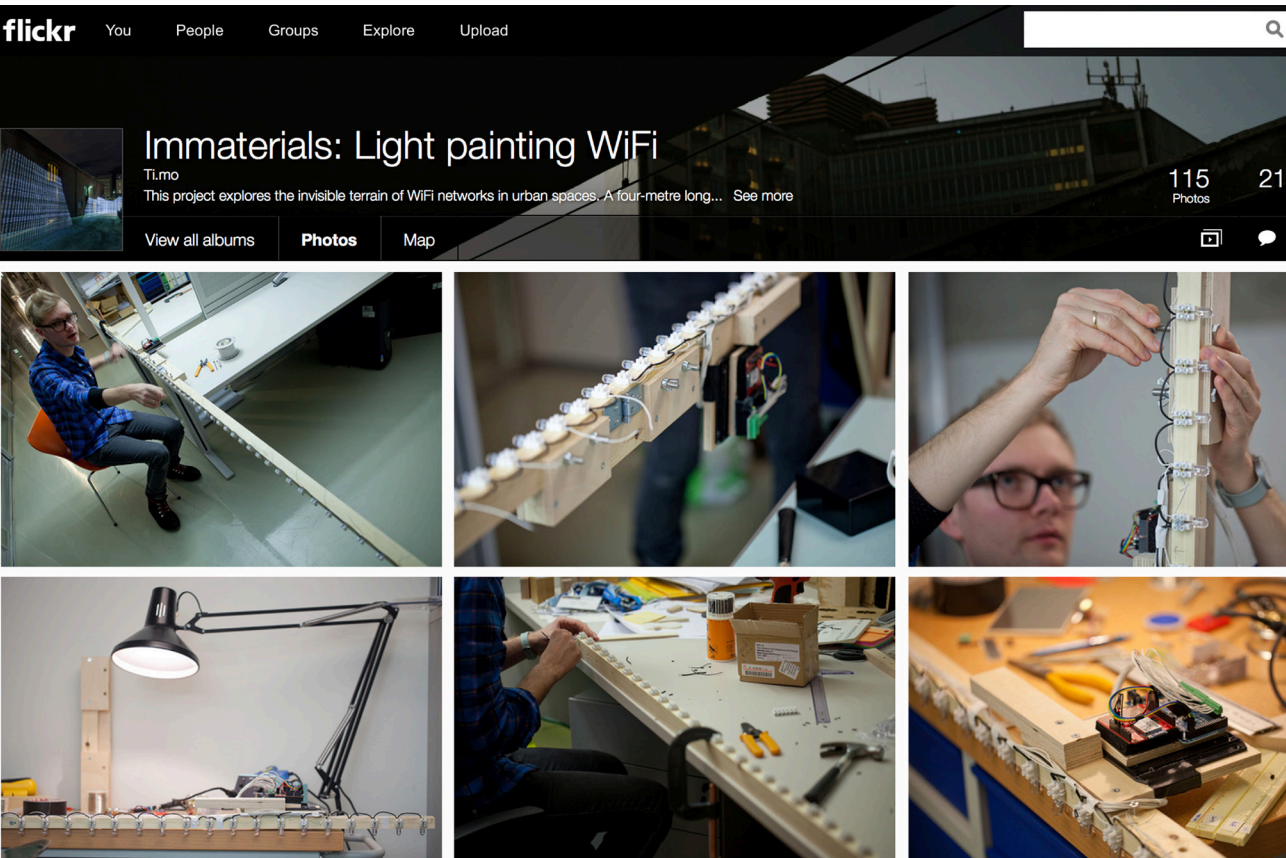 flickr You People Groups Explore Upload
Immaterials: Light painting WiFi
Ti.mo
This project explores the invisible terrain of WiFi networks in urban spaces. A four-metre long... See more
115 21
Photos
View all albums Photos Map